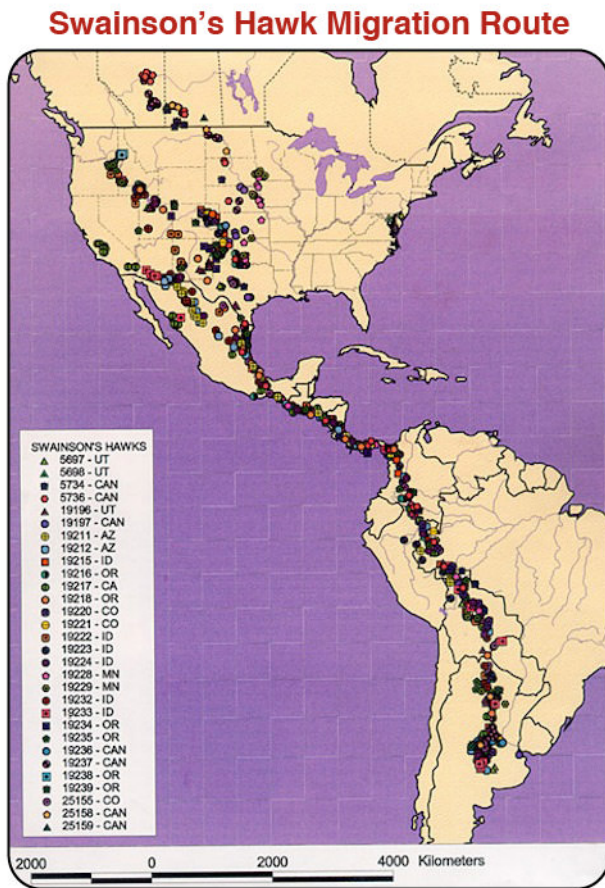 Swainson's Hawk Migration Route
SWAINSON'S HAWKS
5697 - UT
5698 - UT
5734 - CAN
5736 - CAN
19196 - UT
19197 - CAN
19211 - AZ
19212 - AZ
19215 - ID
19216 - OR
19217 - CA
19218 - OR
19220 - CO
19221 - CO
19222 - ID
19223 - ID
19224 - ID
19228 - MN
19229 - MN
19232 - ID
19233 - ID
19234 - OR
19235 - OR
19236 - CAN
19237 - CAN
19238 - OR
19239 - OR
25155 - CO
25158 - CAN
25159 - CAN
2000 0 2000 4000 Kilometers